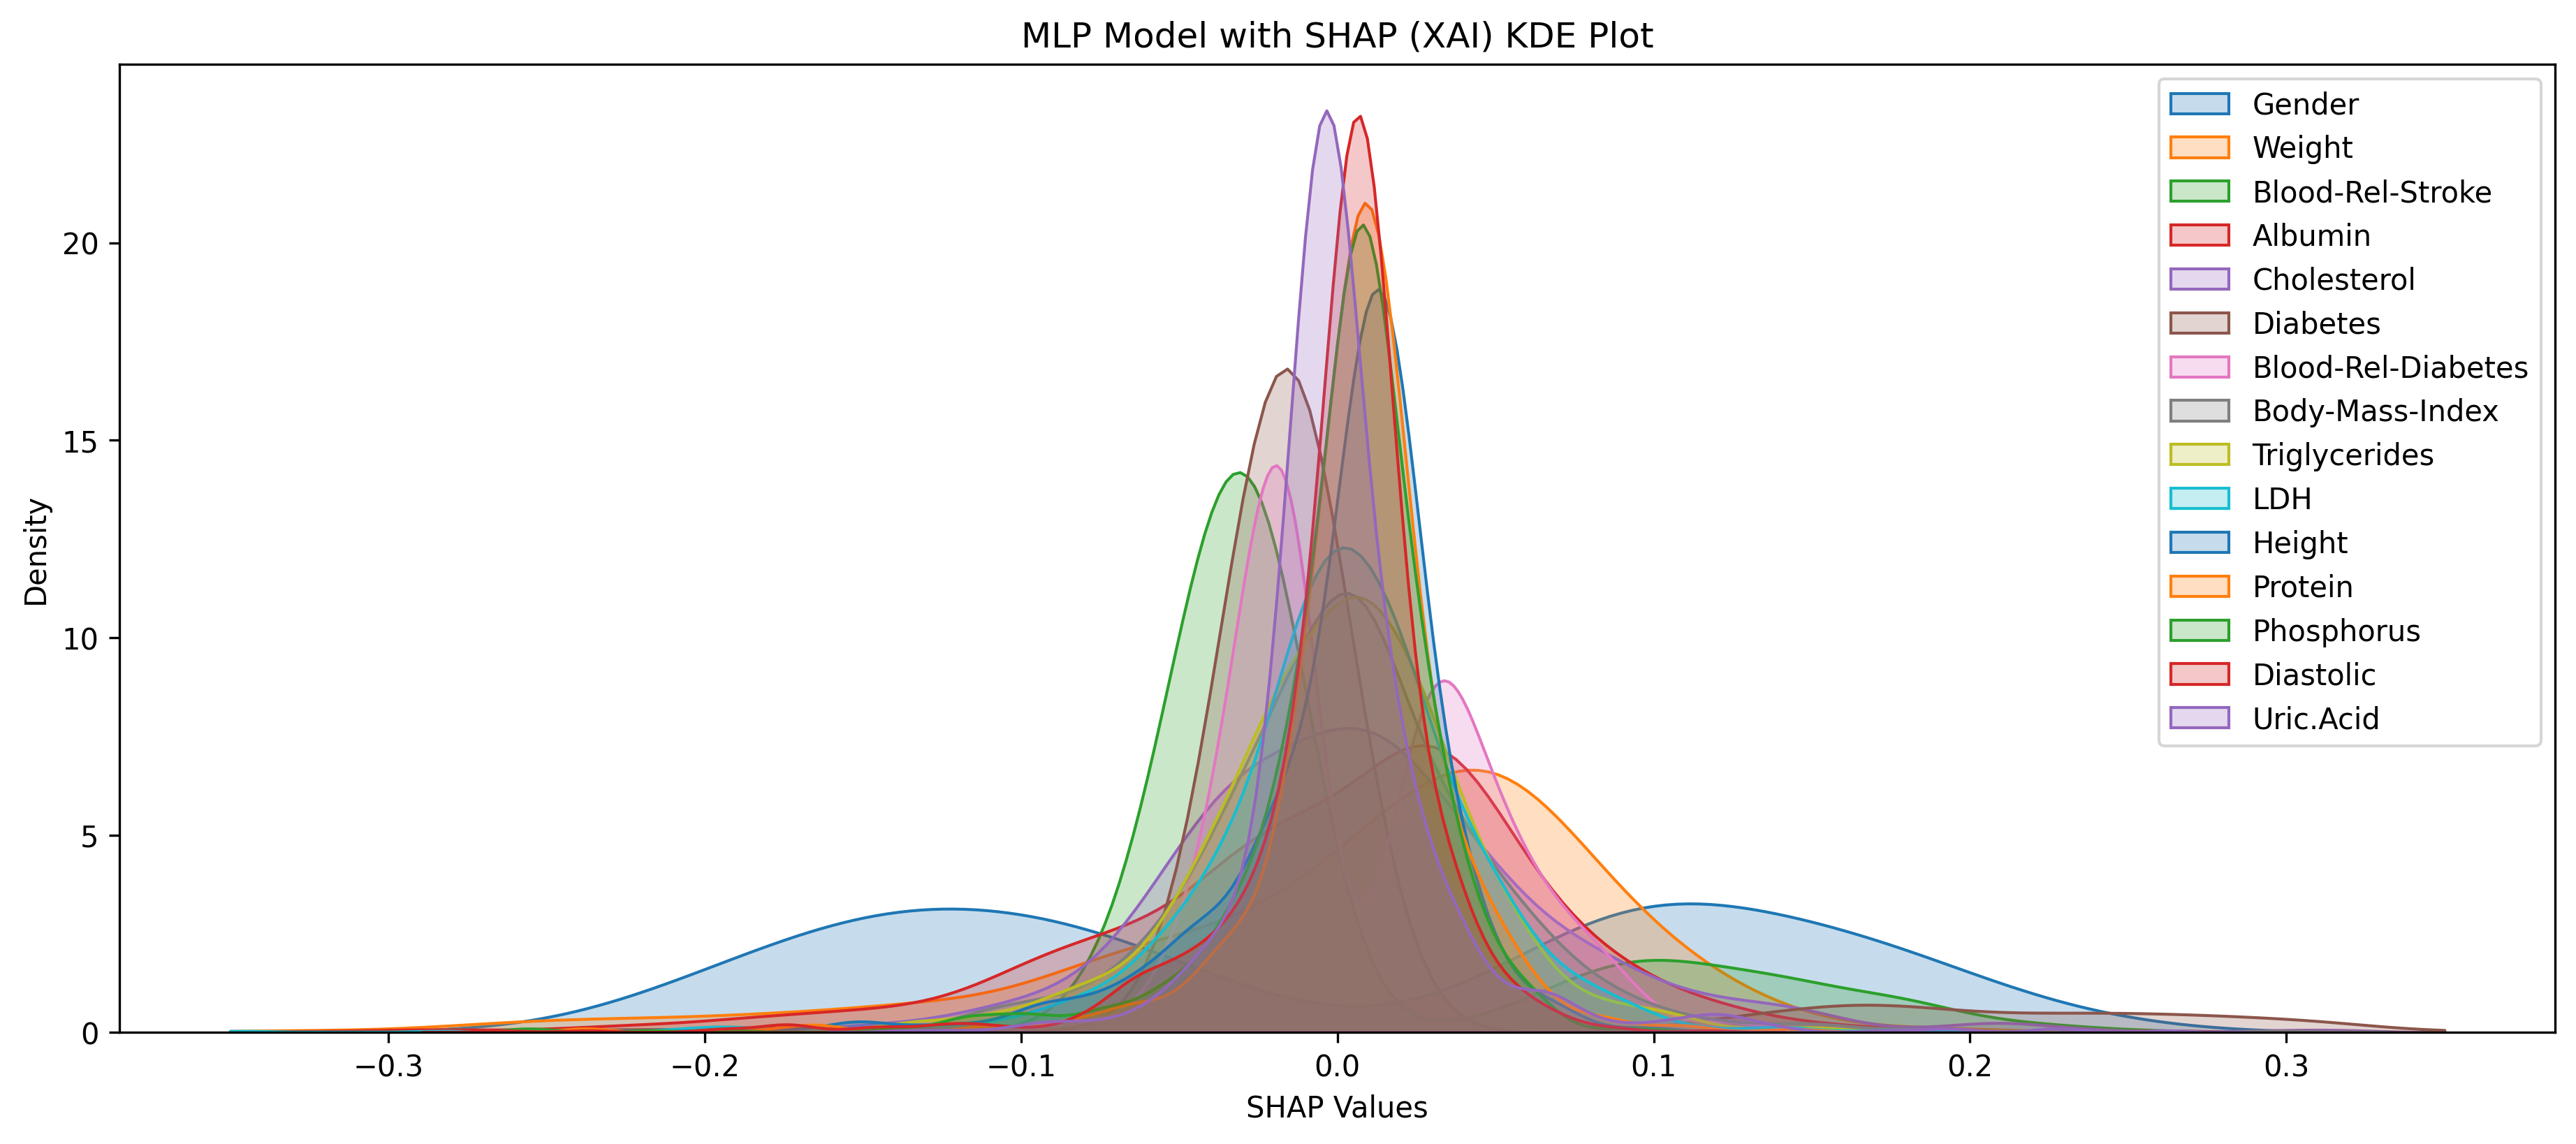 MLP Model with SHAP (XAI) KDE Plot
Density
20
15
10
5
0
−0.3
−0.2
−0.1
0.0
0.1
0.2
0.3
SHAP Values
Gender
Weight
Blood-Rel-Stroke
Albumin
Cholesterol
Diabetes
Blood-Rel-Diabetes
Body-Mass-Index
Triglycerides
LDH
Height
Protein
Phosphorus
Diastolic
Uric.Acid